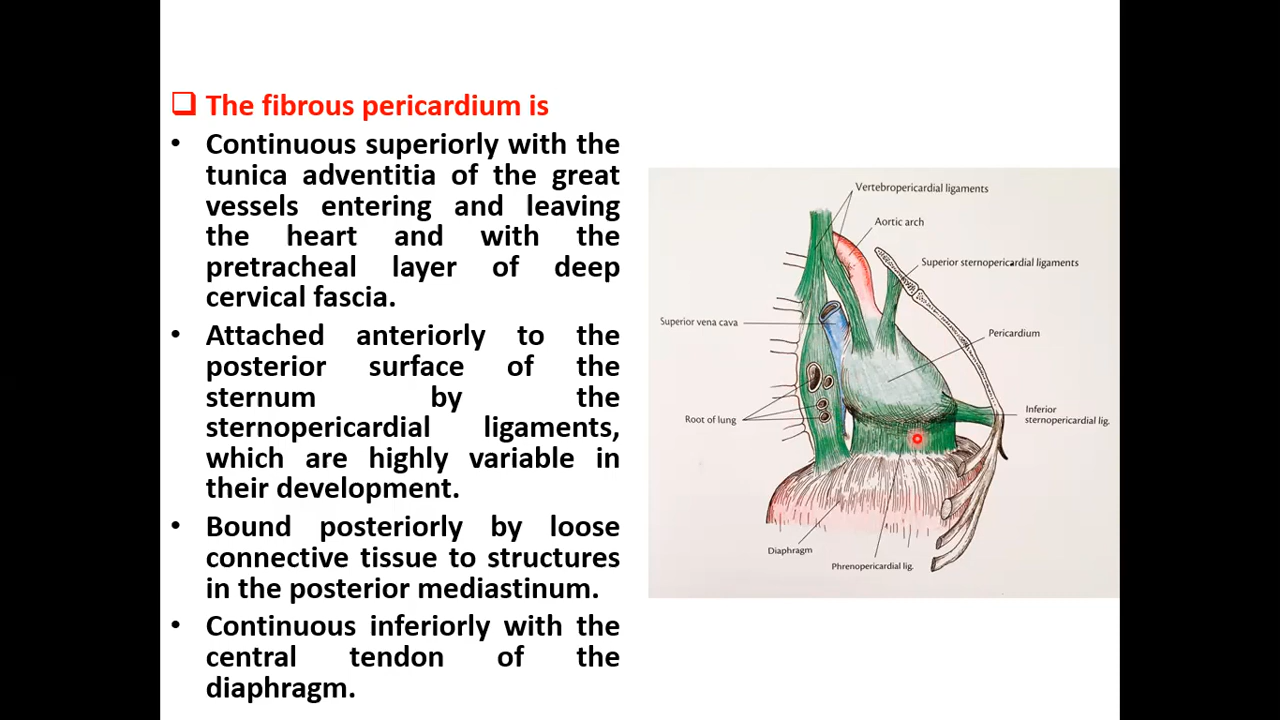 The fibrous pericardium is
• Continuous superiorly with the
tunica adventitia of the great
vessels entering and leaving
the heart and with the
pretracheal layer of deep
cervical fascia.
• Attached anteriorly to the
posterior surface of the
sternum by the
sternopericardial ligaments,
which are highly variable in
their development.
• Bound posteriorly by loose
connective tissue to structures
in the posterior mediastinum.
• Continuous inferiorly with the
central tendon of the
diaphragm.
Vertebropericardial ligaments
Aortic arch
Superior sternopericardial ligaments
Superior vena cava
Pericardium
Root of lung
Inferior
sternopericardial lig.
Diaphragm
Phrenopericardial lig.